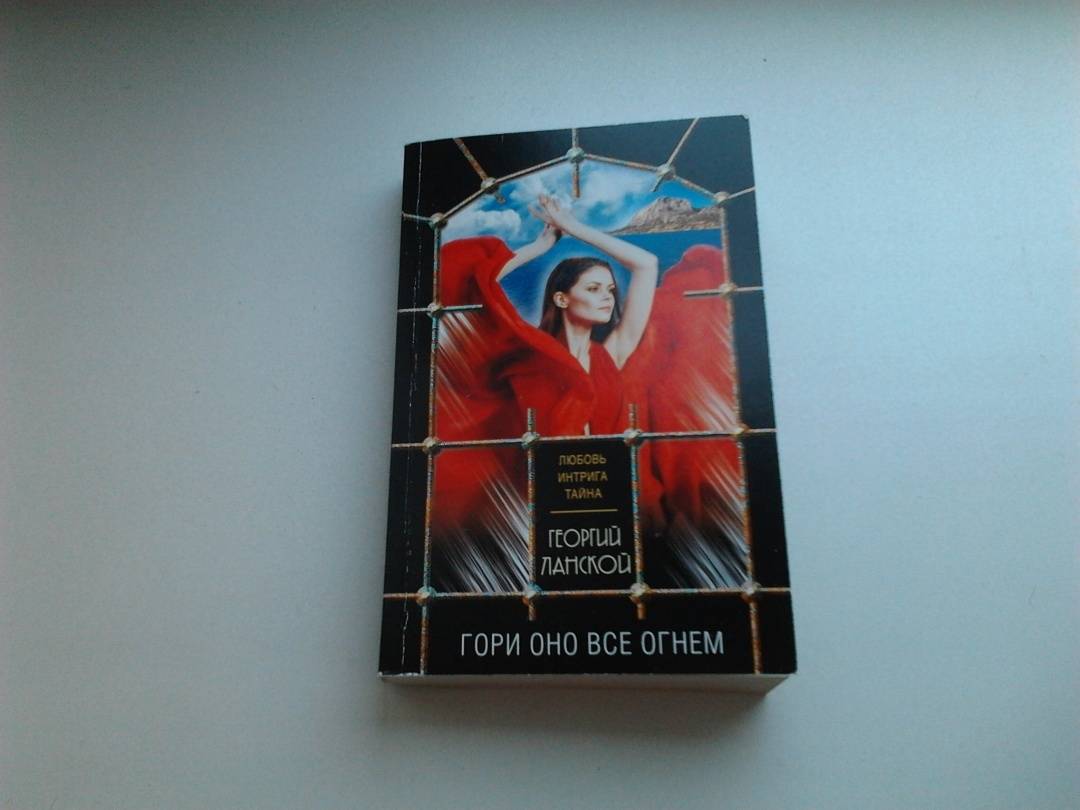 ЛЮБОВЬ
ИНТРИГА
ТАЙНА
ГЕОРГИЙ
ЛАНСКОЙ
ГОРИ ОНО ВСЕ ОГНЕМ